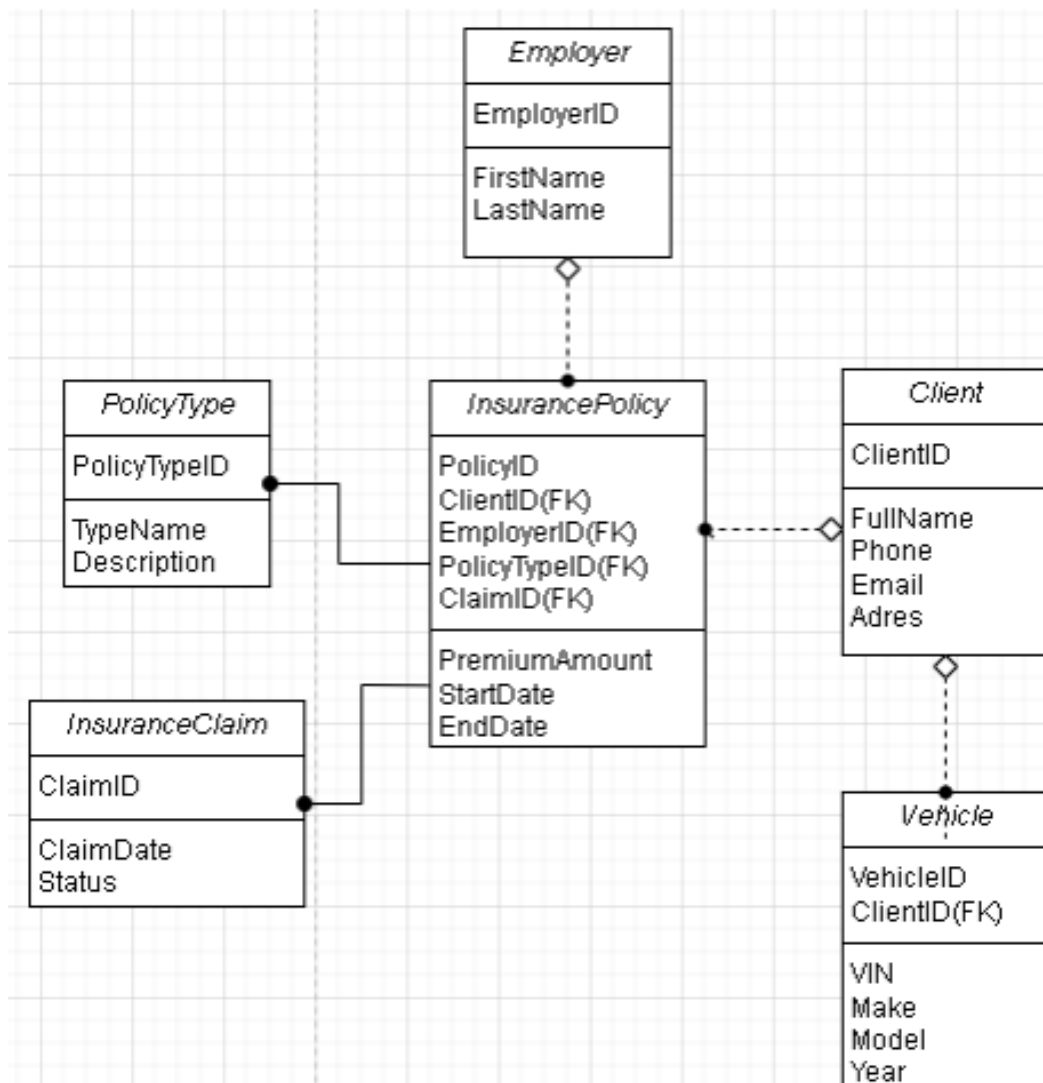 Employer
EmployerID
FirstName
LastName
PolicyType
PolicyTypeID
TypeName
Description
InsurancePolicy
PolicyID
ClientID(FK)
EmployerID(FK)
PolicyTypeID(FK)
ClaimID(FK)
PremiumAmount
StartDate
EndDate
Client
ClientID
FullName
Phone
Email
Adres
InsuranceClaim
ClaimID
ClaimDate
Status
Vehicle
VehicleID
ClientID(FK)
VIN
Make
Model
Year